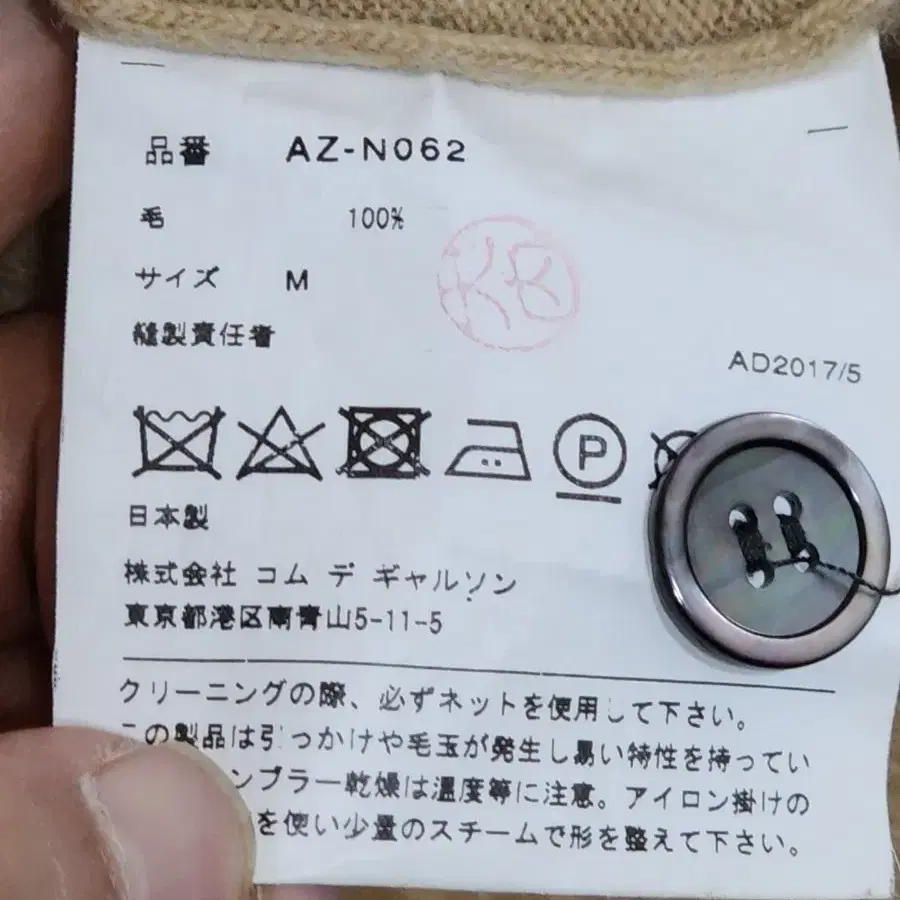 品番 AZ-N062
毛 100%
KB
サイズ M
縫製責任者
AD2017/5
P
日本製
株式会社 コム デ ギャルソン
東京都港区南青山5-11-5
クリーニングの際、必ずネットを使用して下さい。
この製品は引っかけや毛玉が発生し易い特性を持ってい
ンブラー乾燥は温度等に注意。アイロン掛けの
を使い少量のスチームで形を整えて下さい。